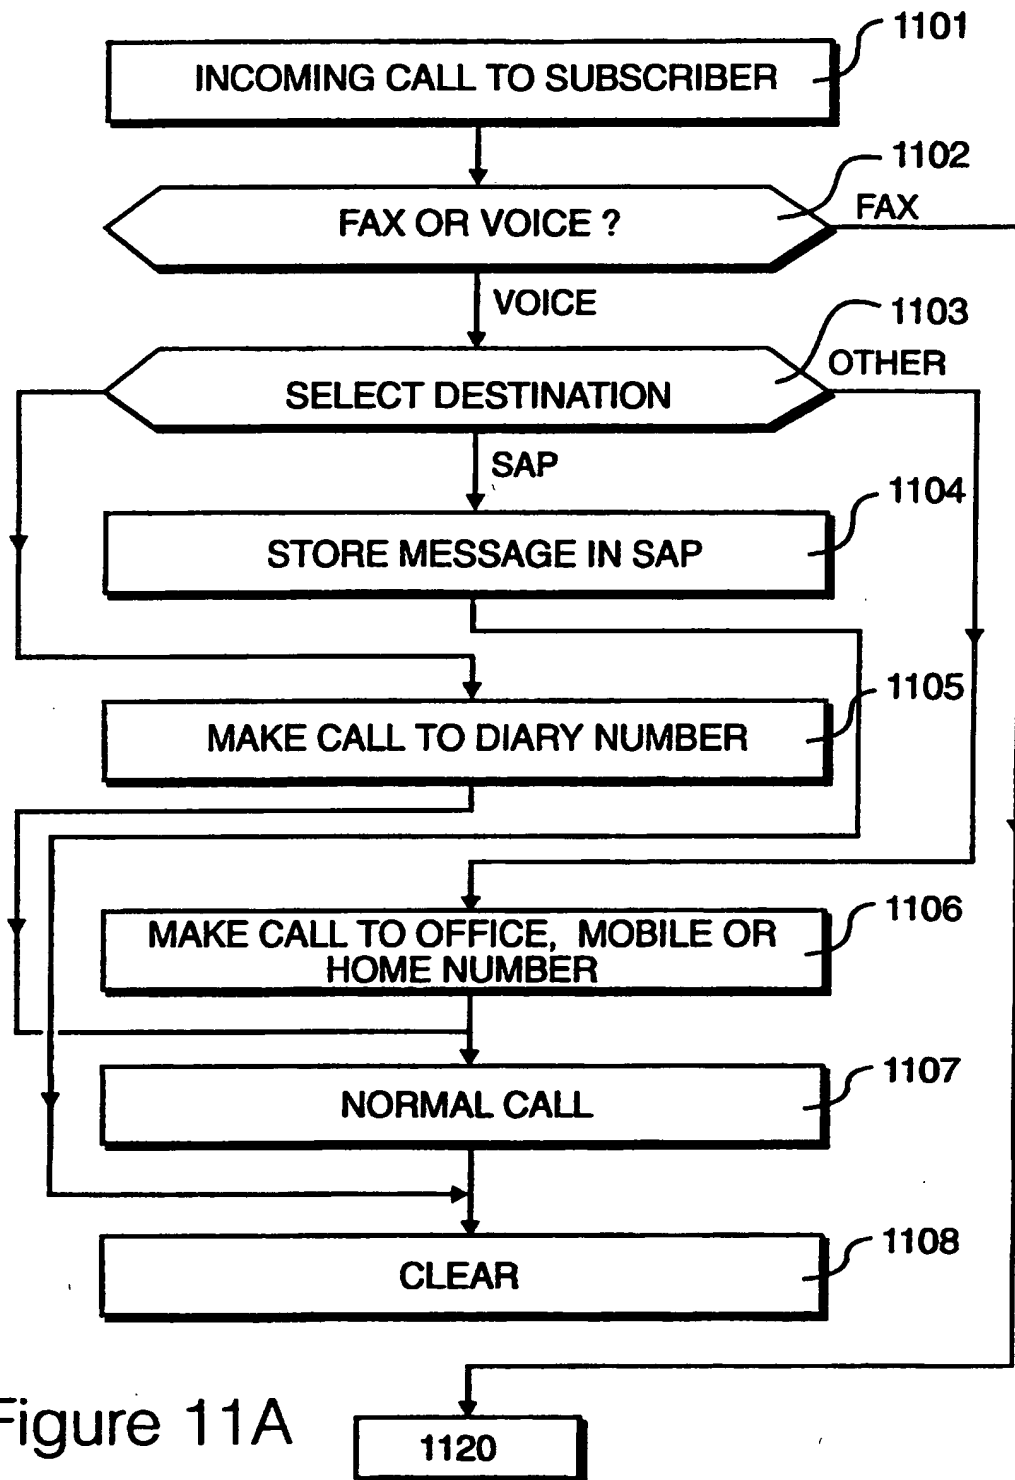 1101
INCOMING CALL TO SUBSCRIBER
1102
FAX OR VOICE ?
FAX
VOICE
1103
OTHER
SELECT DESTINATION
SAP
1104
STORE MESSAGE IN SAP
1105
MAKE CALL TO DIARY NUMBER
1106
MAKE CALL TO OFFICE, MOBILE OR
HOME NUMBER
1107
NORMAL CALL
1108
CLEAR
Figure 11A
1120